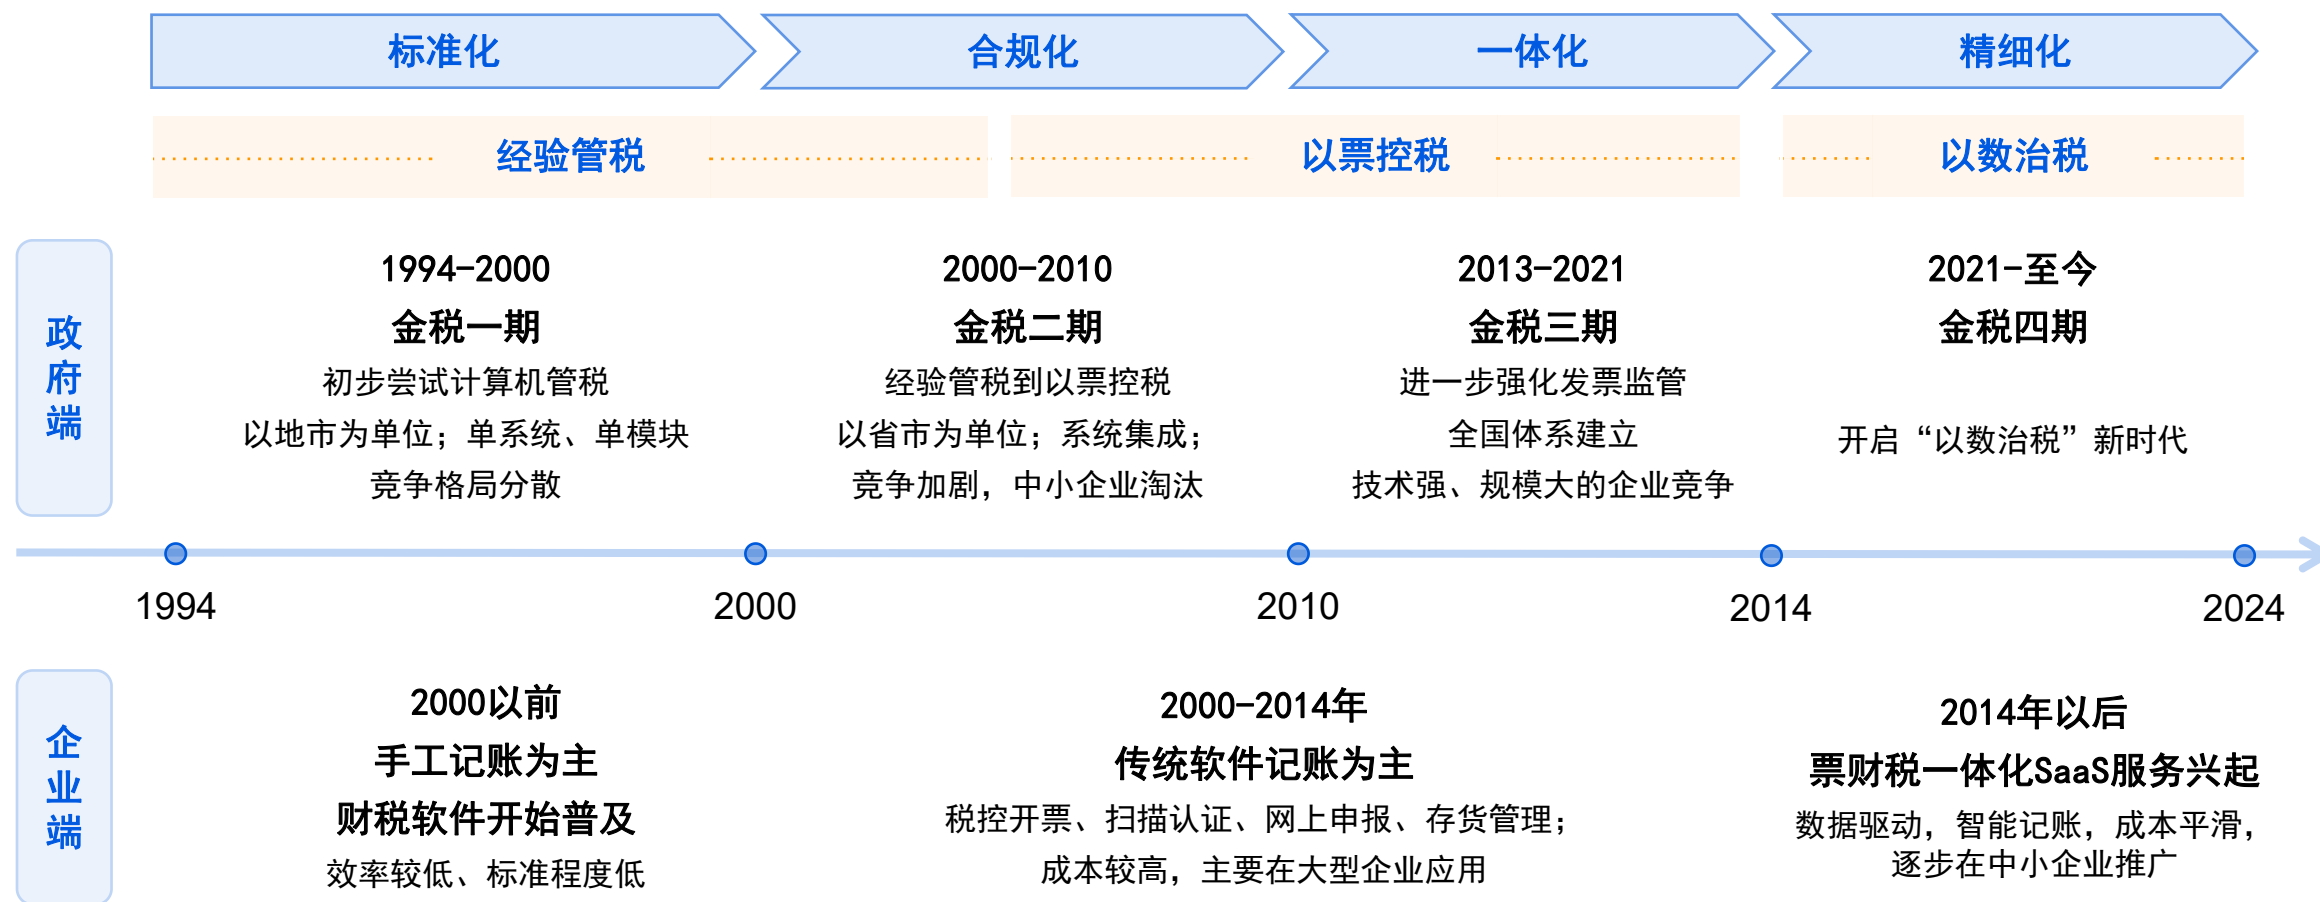 标准化
合规化
一体化
精细化
经验管税
以票控税
以数治税
政府端
1994-2000
金税一期
初步尝试计算机管税
以地市为单位；单系统、单模块
竞争格局分散
2000-2010
金税二期
经验管税到以票控税
以省市为单位；系统集成；
竞争加剧，中小企业淘汰
2013-2021
金税三期
进一步强化发票监管
全国体系建立
技术强、规模大的企业竞争
2021-至今
金税四期
开启“以数治税”新时代
1994
2000
2010
2014
2024
企业端
2000以前
手工记账为主
财税软件开始普及
效率较低、标准程度低
2000-2014年
传统软件记账为主
税控开票、扫描认证、网上申报、存货管理；
成本较高，主要在大型企业应用
2014年以后
票财税一体化SaaS服务兴起
数据驱动，智能记账，成本平滑，
逐步在中小企业推广